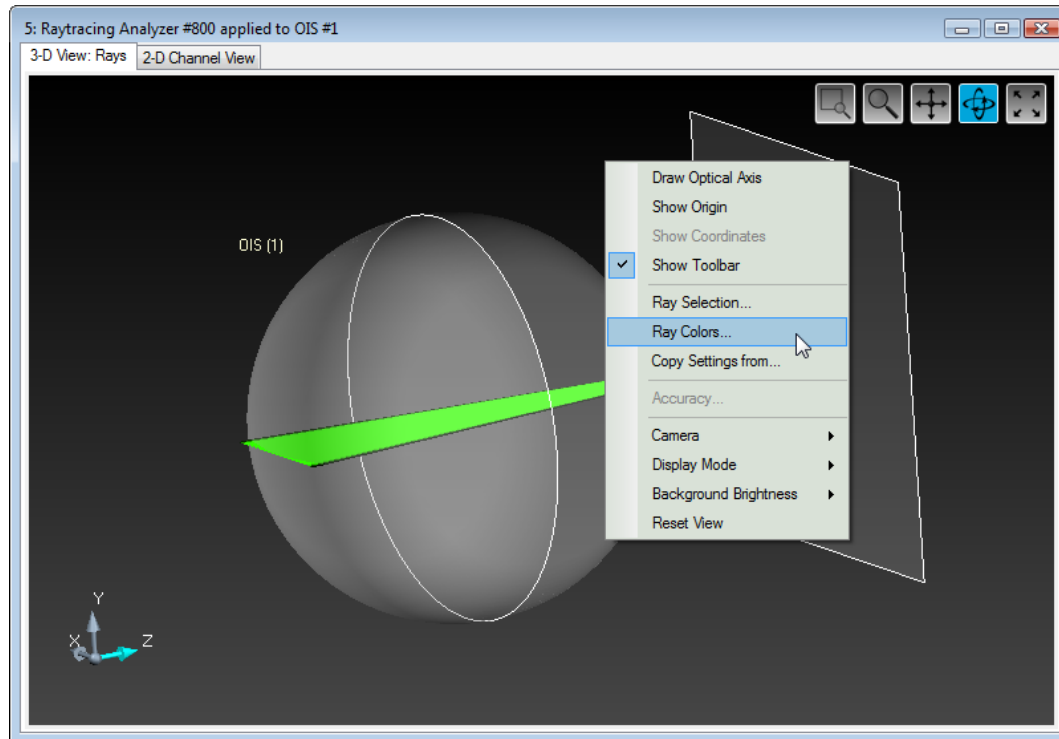 5: Raytracing Analyzer #800 applied to OIS #1
3-D View: Rays
2-D Channel View
OIS (1)
Draw Optical Axis
Show Origin
Show Coordinates
Show Toolbar
Ray Selection...
Ray Colors...
Copy Settings from...
Accuracy...
Camera
Display Mode
Background Brightness
Reset View
Y
X
Z